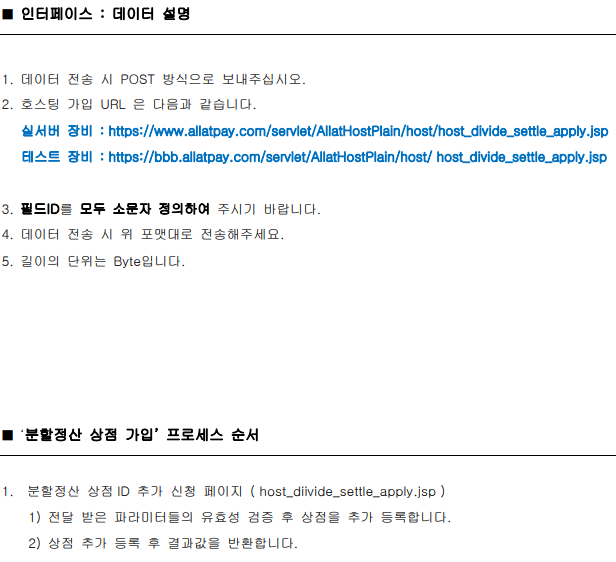 ■ 인터페이스 : 데이터 설명
1. 데이터 전송 시 POST 방식으로 보내주십시오.
2. 호스팅 가입 URL 은 다음과 같습니다.
실서버 장비 : https://www.allatpay.com/servlet/AllatHostPlain/host/host_divide_settle_apply.jsp
테스트 장비 : https://bbb.allatpay.com/servlet/AllatHostPlain/host/ host_divide_settle_apply.jsp
3. 필드ID를 모두 소문자 정의하여 주시기 바랍니다.
4. 데이터 전송 시 위 포맷대로 전송해주세요.
5. 길이의 단위는 Byte입니다.
■ ‘분할정산 상점 가입’ 프로세스 순서
1. 분할정산 상점 ID 추가 신청 페이지 ( host_diivide_settle_apply.jsp )
1) 전달 받은 파라미터들의 유효성 검증 후 상점을 추가 등록합니다.
2) 상점 추가 등록 후 결과값을 반환합니다.